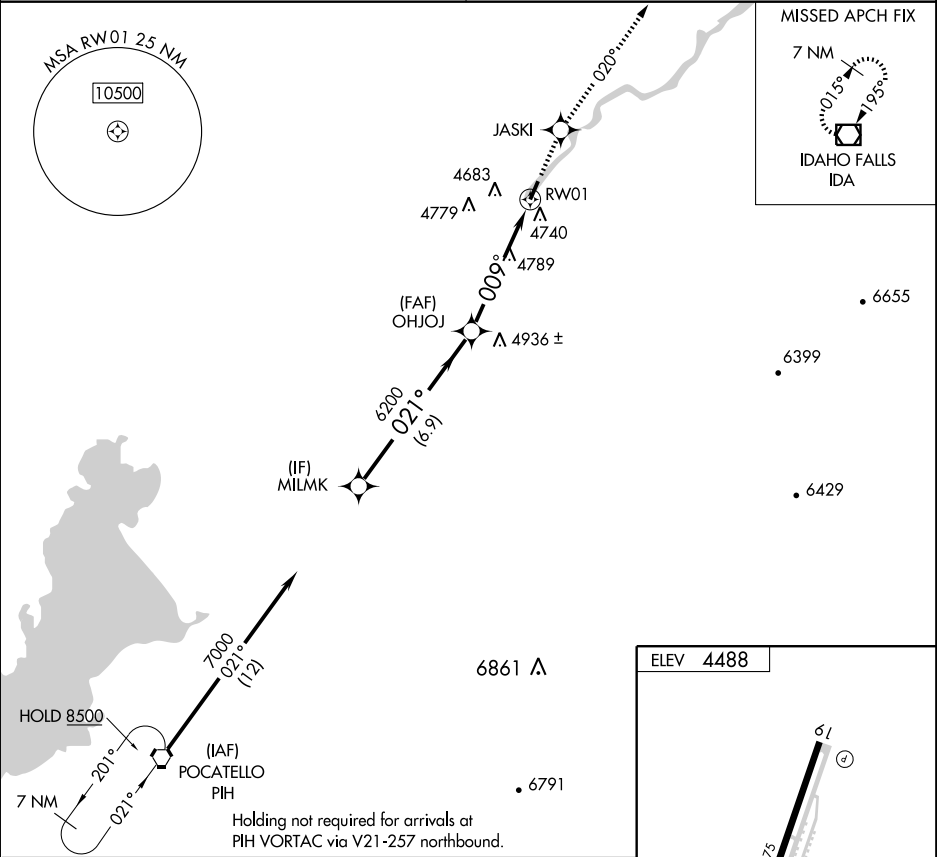 MISSED APCH FIX
7 NM
015°
195°
IDAHO FALLS
IDA
MSA RW01 25 NM
10500
020°
JASKI
4683
4779
RW01
4740
4789
009°
(FAF)
OHJOJ
4936 ±
6655
6399
6200
021°
(6.9)
(IF)
MILMK
6429
7000
021°
(12)
6861
ELEV 4488
HOLD 8500
201°
021°
7 NM
(IAF)
POCATELLO
PIH
6791
Holding not required for arrivals at
PIH VORTAC via V21-257 northbound.
19
P
75